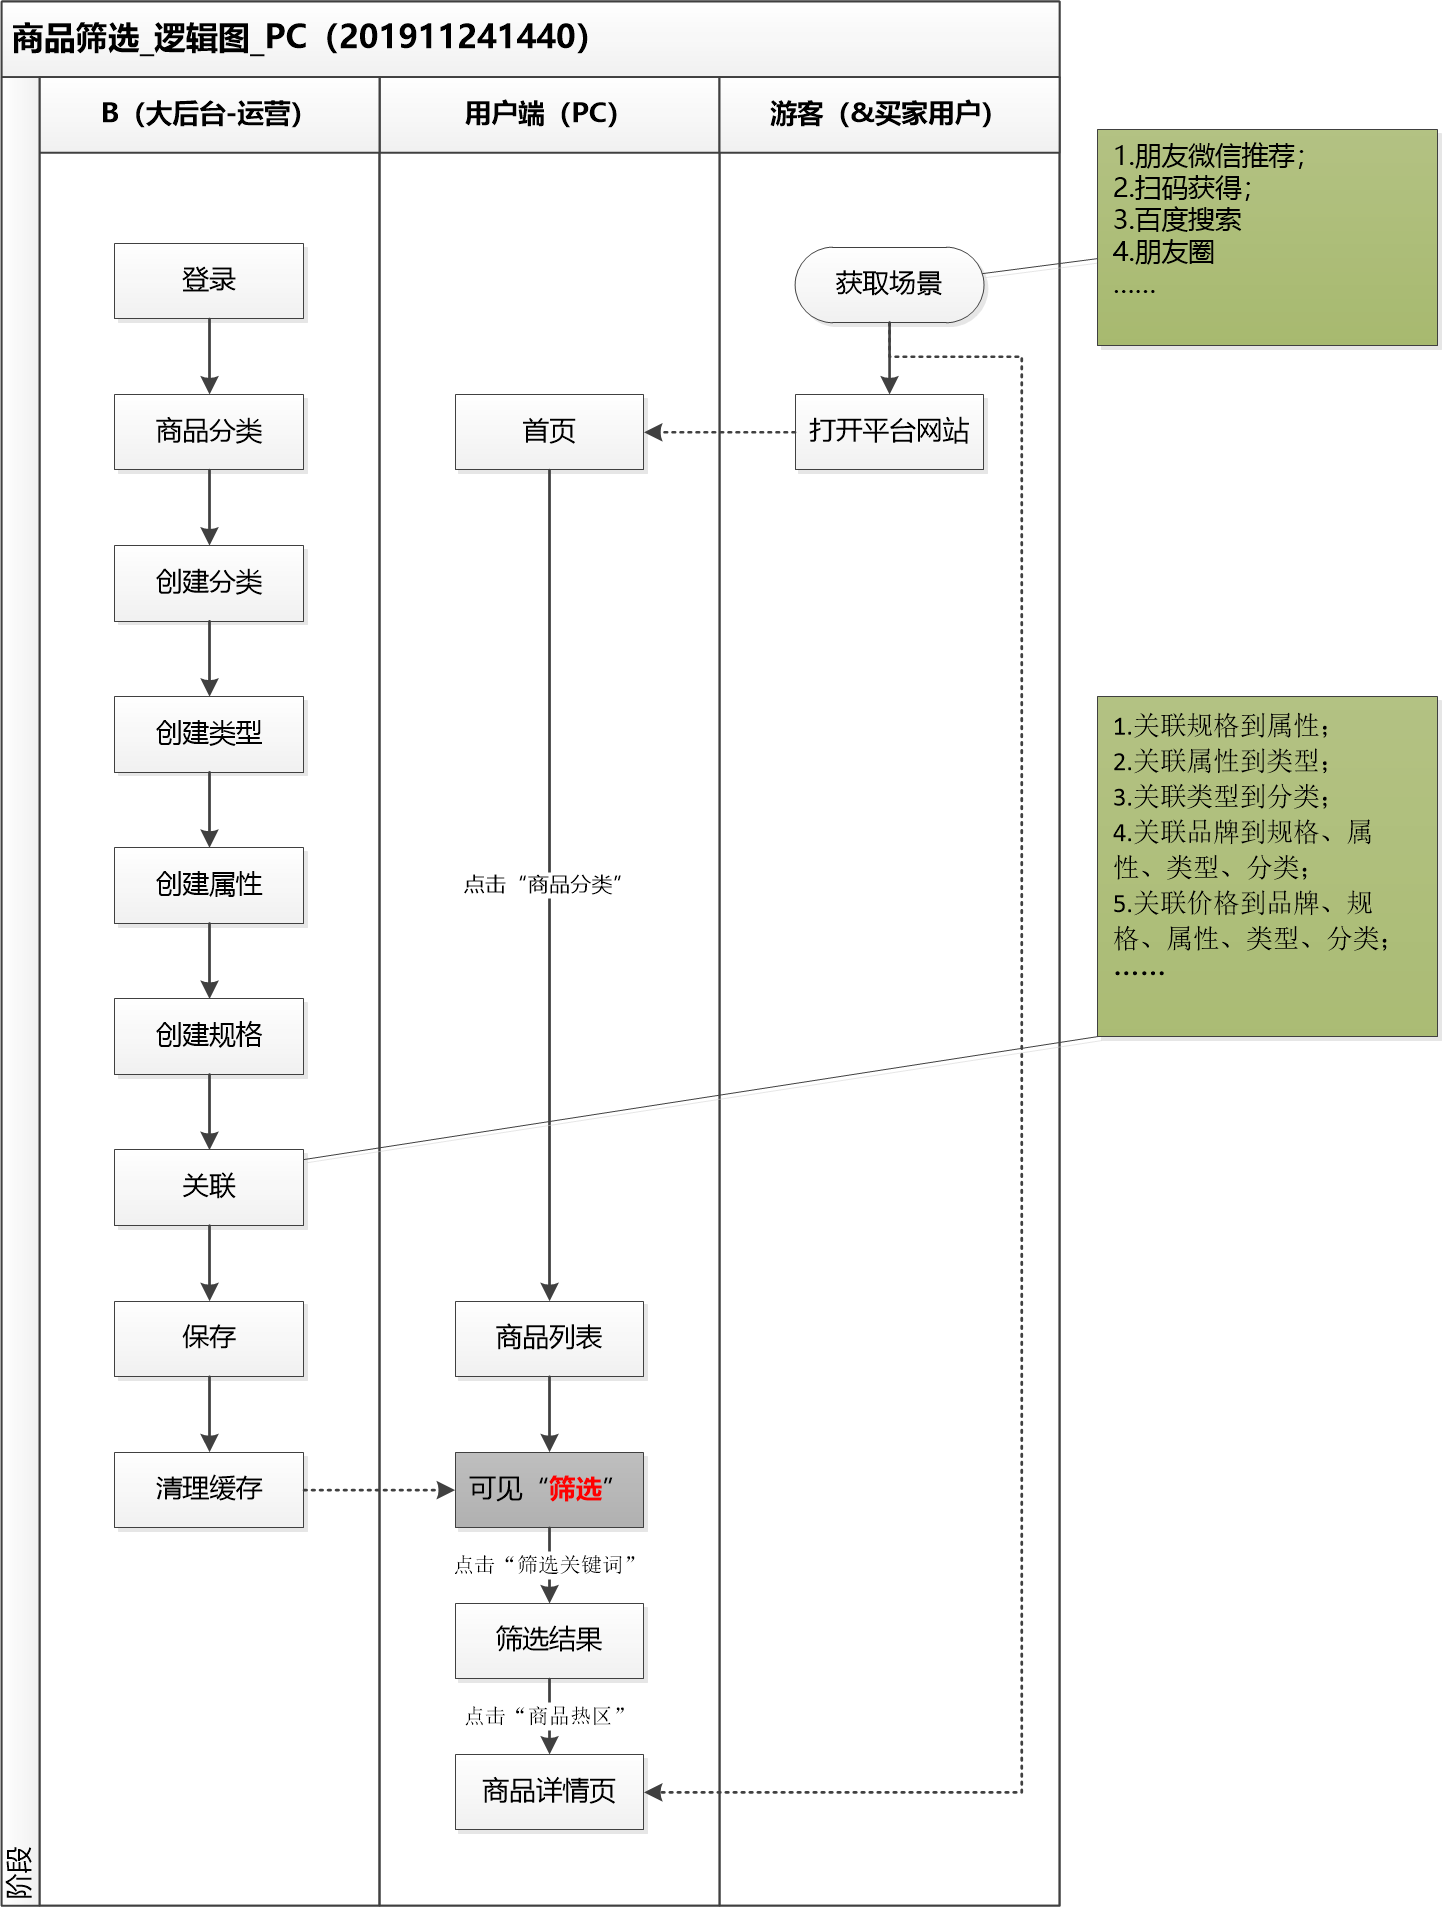 商品筛选_逻辑图_PC（201911241440）
B（大后台-运营）
用户端（PC）
游客（&买家用户）
1.朋友微信推荐；
2.扫码获得；
3.百度搜索
4.朋友圈
……
登录
获取场景
商品分类
首页
打开平台网站
创建分类
创建类型
1.关联规格到属性；
2.关联属性到类型；
3.关联类型到分类；
4.关联品牌到规格、属
性、类型、分类；
5.关联价格到品牌、规
格、属性、类型、分类；
……
创建属性
点击“商品分类”
创建规格
关联
保存
商品列表
清理缓存
可见“筛选”
点击“筛选关键词”
筛选结果
点击“商品热区”
商品详情页
阶段